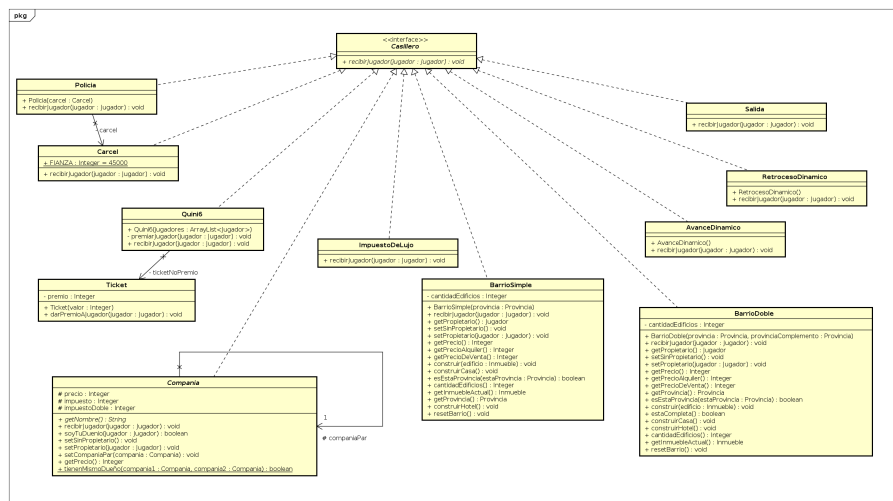 pkg
<<interface>>
Casillero
+ recibirJugador(jugador : Jugador) : void
Policia
+ Policia(carcel : Carcel)
+ recibirJugador(jugador : Jugador) : void
- carcel
Carcel
+ FIANZA : Integer = 45000
+ recibirJugador(jugador : Jugador) : void
Salida
+ recibirJugador(jugador : Jugador) : void
RetrocesoDinamico
+ RetrocesoDinamico()
+ recibirJugador(jugador : Jugador) : void
Quini6
+ Quini6(jugadores : ArrayList<Jugador>)
- premiarJugador(jugador : Jugador) : void
+ recibirJugador(jugador : Jugador) : void
- ticketNoPremio
AvanceDinamico
+ AvanceDinamico()
+ recibirJugador(jugador : Jugador) : void
ImpuestoDeLujo
+ recibirJugador(jugador : Jugador) : void
Ticket
- premio : Integer
+ Ticket(valor : Integer)
+ darPremioA(jugador : Jugador) : void
BarrioSimple
- cantidadEdificios : Integer
+ BarrioSimple(provincia : Provincia)
+ recibirJugador(jugador : Jugador) : void
+ getPropietario() : Jugador
+ setSinPropietario() : void
+ setPropietario(jugador : Jugador) : void
+ getPrecio() : Integer
+ getPrecioAlquiler() : Integer
+ getPrecioDeVenta() : Integer
+ construir(edificio : Inmueble) : void
+ construirCasa() : void
+ esEstaProvincia(estaProvincia : Provincia) : boolean
+ cantidadEdificios() : Integer
+ getInmuebleActual() : Inmueble
+ getProvincia() : Provincia
+ construirHotel() : void
+ resetBarrio() : void
BarrioDoble
- cantidadEdificios : Integer
+ BarrioDoble(provincia : Provincia, provinciaComplemento : Provincia)
+ recibirJugador(jugador : Jugador) : void
+ getPropietario() : Jugador
+ setSinPropietario() : void
+ setPropietario(jugador : Jugador) : void
+ getPrecio() : Integer
+ getPrecioAlquiler() : Integer
+ getPrecioDeVenta() : Integer
+ getProvincia() : Provincia
+ esEstaProvincia(estaProvincia : Provincia) : boolean
+ construir(edificio : Inmueble) : void
+ estaCompleta() : boolean
+ construirCasa() : void
+ construirHotel() : void
+ cantidadEdificios() : Integer
+ getInmuebleActual() : Inmueble
+ resetBarrio() : void
Compania
# precio : Integer
# impuesto : Integer
# impuestoDoble : Integer
+ getNombre() : String
+ recibirJugador(jugador : Jugador) : void
+ soyTuDuenio(jugador : Jugador) : boolean
+ setSinPropietario() : void
+ setPropietario(jugador : Jugador) : void
+ setCompaniaPar(compania : Compania) : void
+ getPrecio() : Integer
+ tienenMismoDueño(compania1 : Compania, compania2 : Compania) : boolean
1
# companiaPar